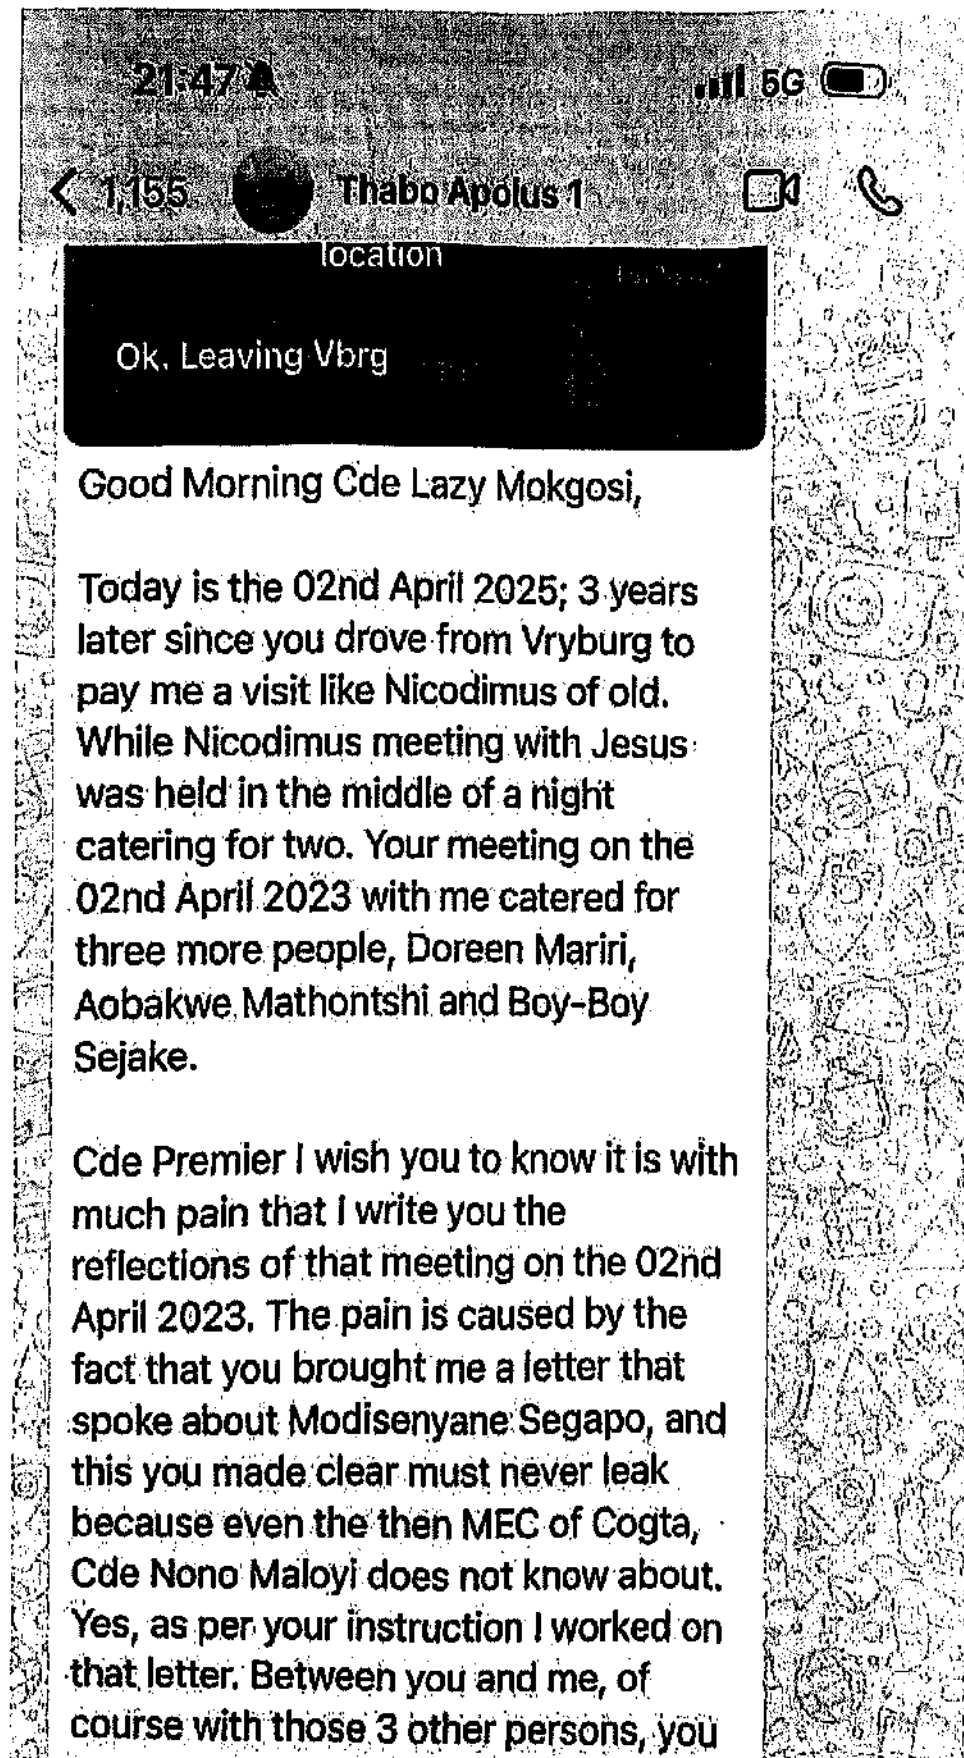 21:47
5G
1,155
Thabo Apolus 1
location
Ok. Leaving Vbrg
Good Morning Cde Lazy Mokgosi,
Today is the 02nd April 2025; 3 years
later since you drove from Vryburg to
pay me a visit like Nicodimus of old.
While Nicodimus meeting with Jesus
was held in the middle of a night
catering for two. Your meeting on the
02nd April 2023 with me catered for
three more people, Doreen Mariri,
Aobakwe Mathontshi and Boy-Boy
Sejake.
Cde Premier I wish you to know it is with
much pain that I write you the
reflections of that meeting on the 02nd
April 2023. The pain is caused by the
fact that you brought me a letter that
spoke about Modisenyane Segapo, and
this you made clear must never leak
because even the then MEC of Cogta,
Cde Nono Maloyi does not know about.
Yes, as per your instruction I worked on
that letter. Between you and me, of
course with those 3 other persons, you